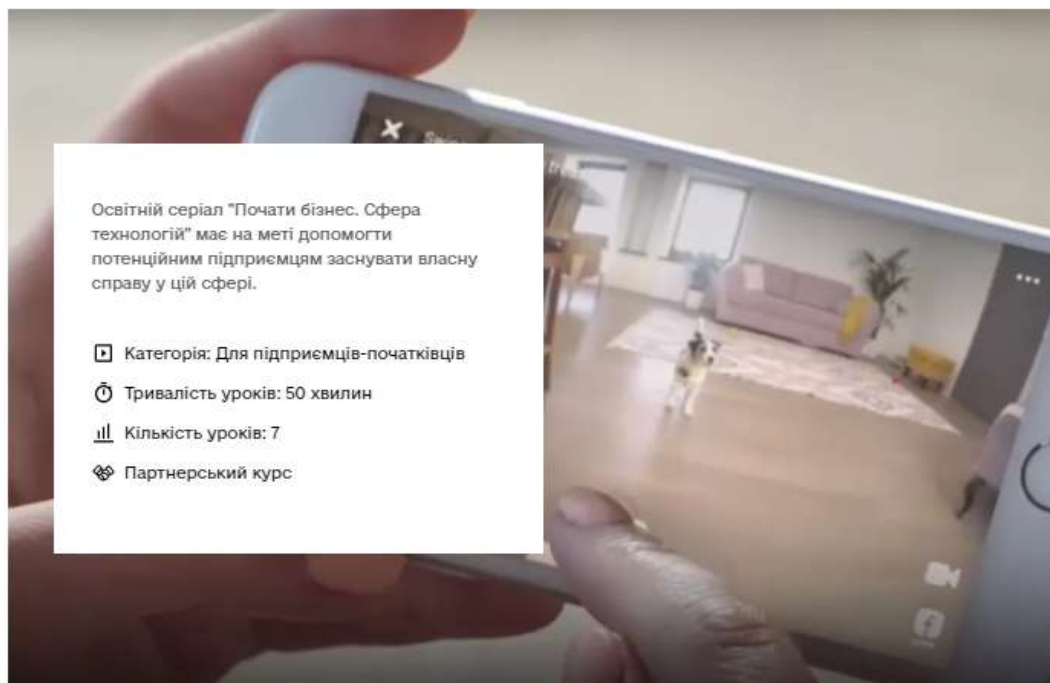 Освітній серіал "Почати бізнес. Сфера
технологій" має на меті допомогти
потенційним підприємцям заснувати власну
справу у цій сфері.
Категорія: Для підприємців-початківців
Тривалість уроків: 50 хвилин
Кількість уроків: 7
Партнерський курс